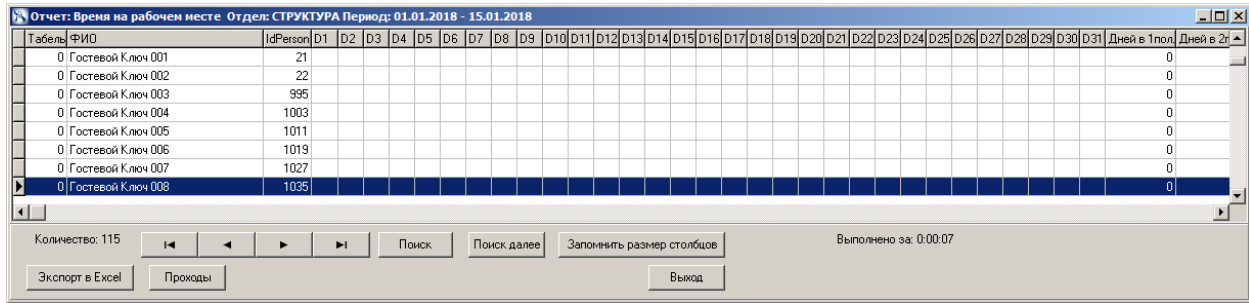 Отчет: Время на рабочем месте Отдел: СТРУКТУРА Период: 01.01.2018 - 15.01.2018
Табель ФИО IdPerson D1 D2 D3 D4 D5 D6 D7 D8 D9 D10 D11 D12 D13 D14 D15 D16 D17 D18 D19 D20 D21 D22 D23 D24 D25 D26 D27 D28 D29 D30 D31 Дней в 1пол. Дней в 2п
0 Гостевой Ключ 001 21 0
0 Гостевой Ключ 002 22 0
0 Гостевой Ключ 003 995 0
0 Гостевой Ключ 004 1003 0
0 Гостевой Ключ 005 1011 0
0 Гостевой Ключ 006 1019 0
0 Гостевой Ключ 007 1027 0
0 Гостевой Ключ 008 1035 0
Количество: 115 Поиск Поиск далее Запомнить размер столбцов Выполнено за: 0:00:07
Экспорт в Excel Проходы Выход